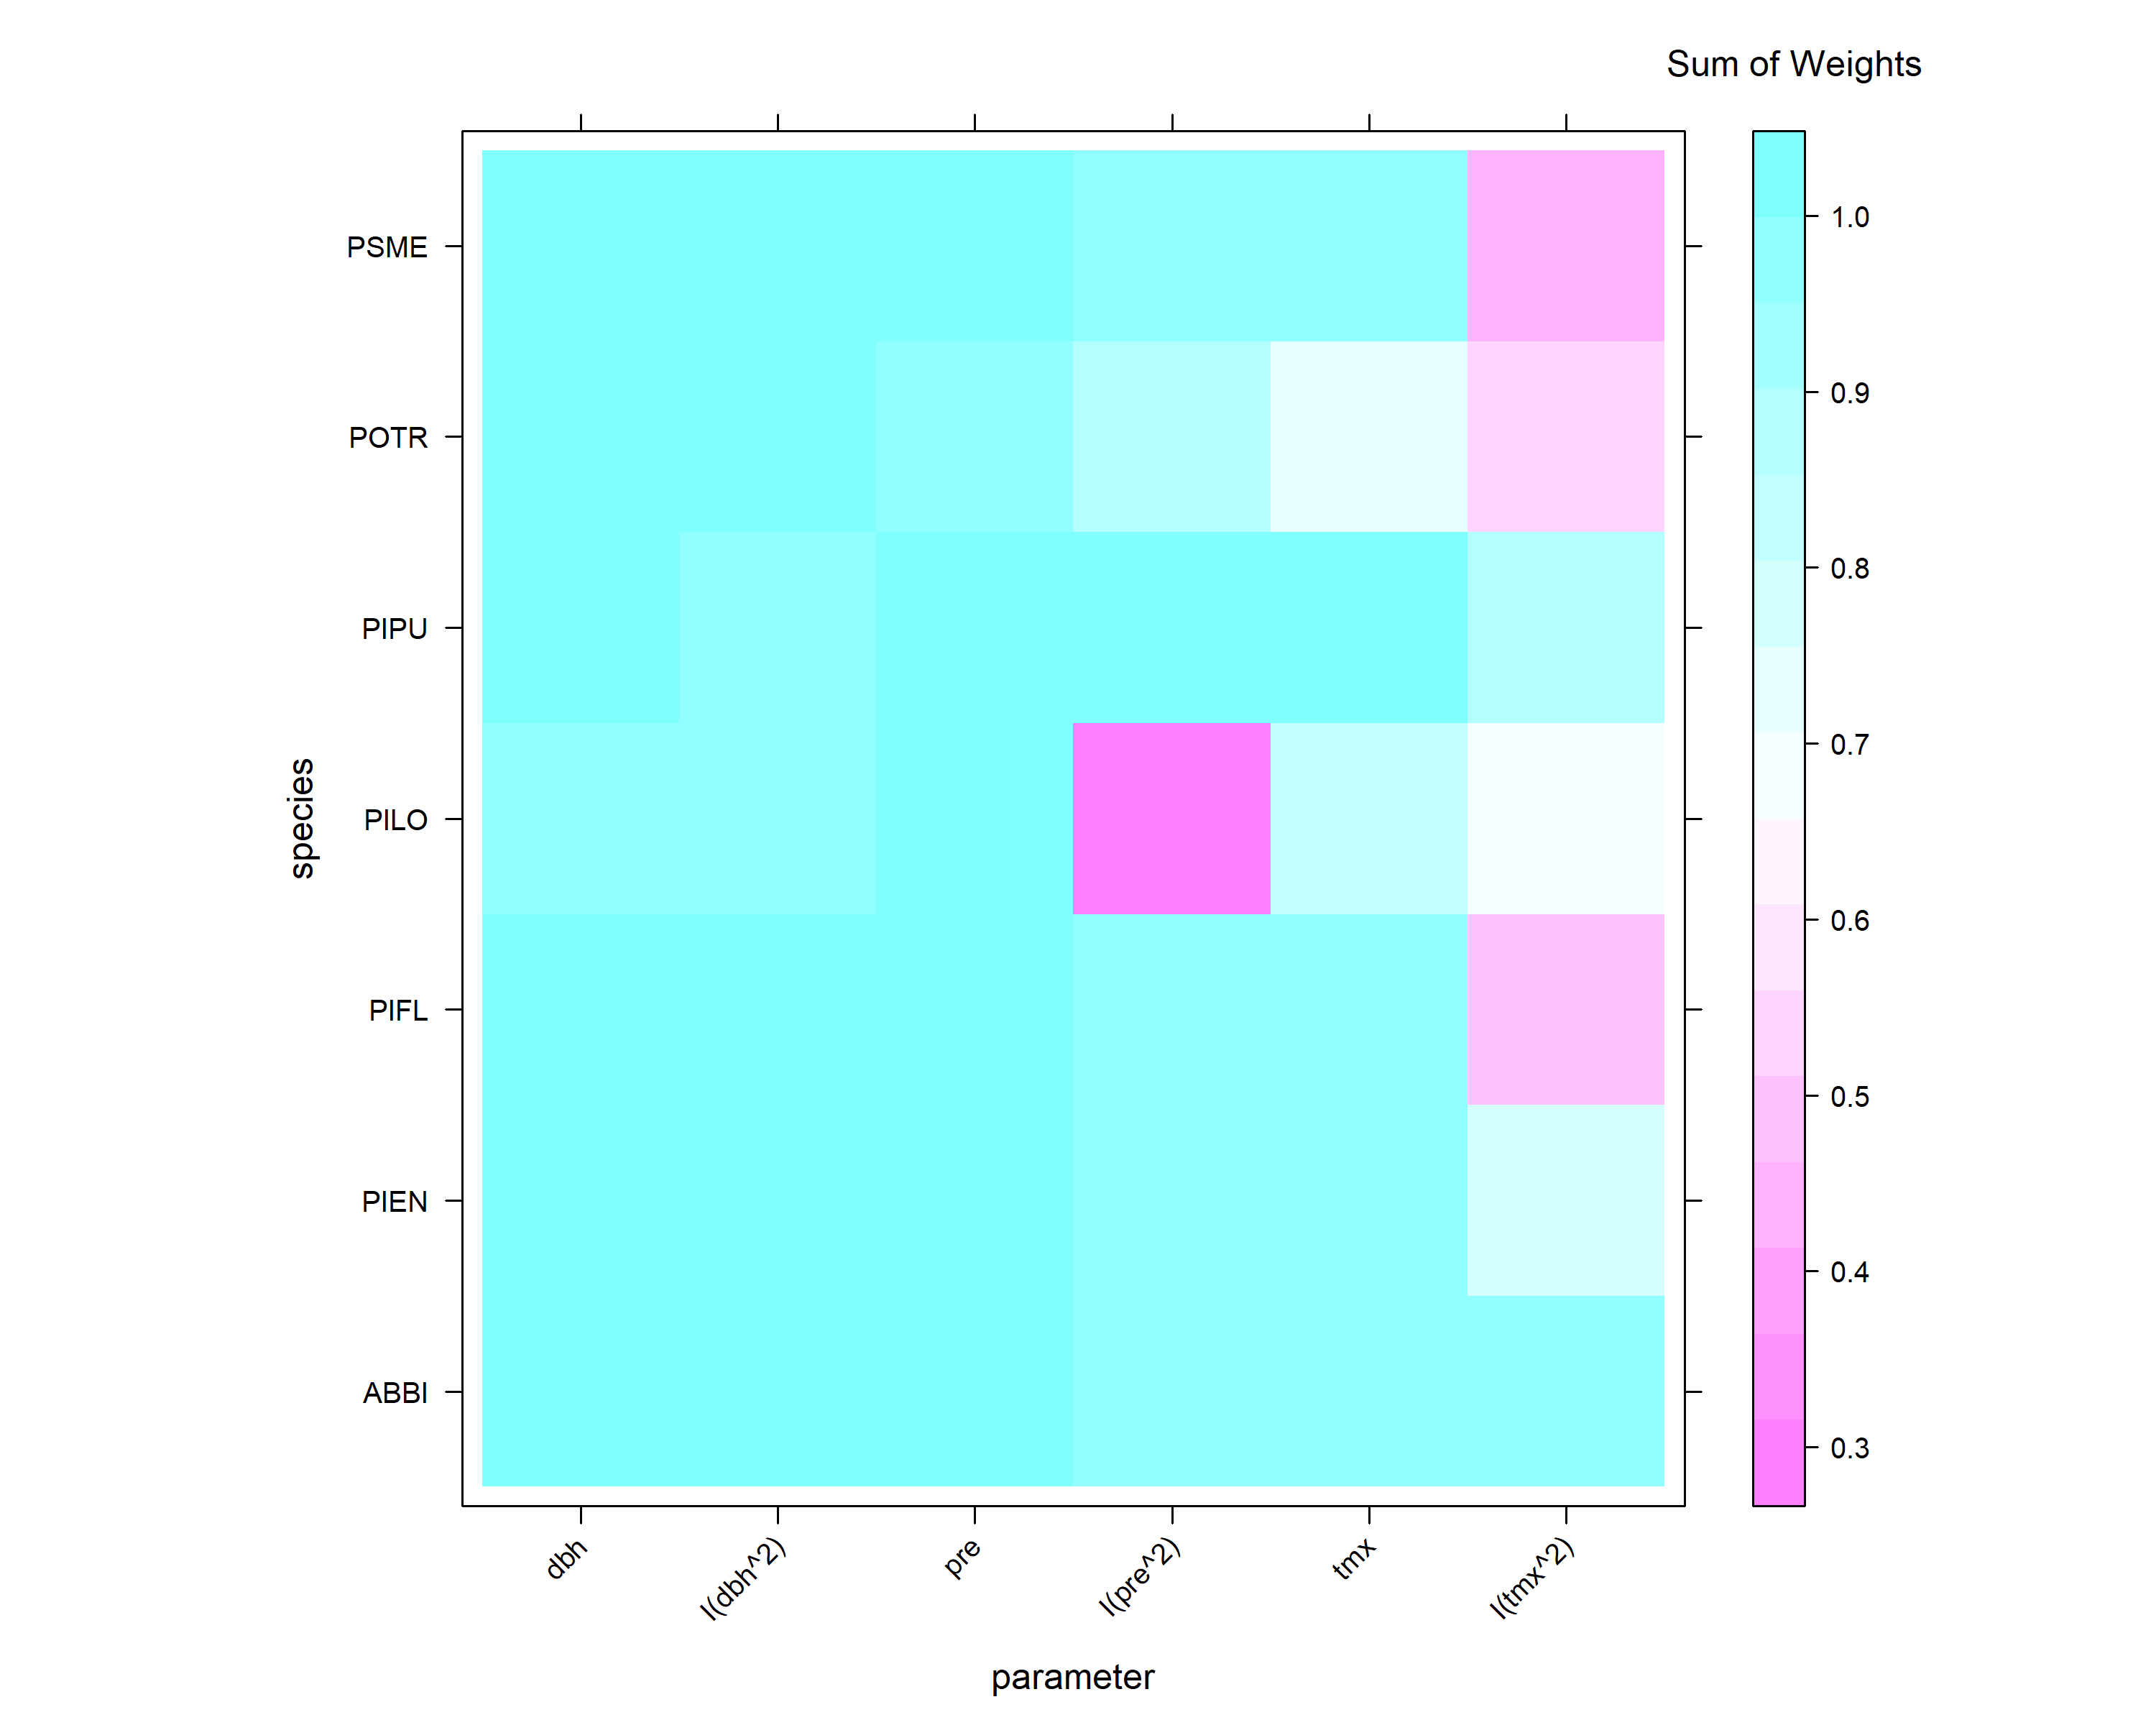 Sum of Weights
PSME
POTR
PIPU
PILO
PIFL
PIEN
ABBI
species
dbh
I(dbh^2)
pre
I(pre^2)
tmx
I(tmx^2)
parameter
1.0
0.9
0.8
0.7
0.6
0.5
0.4
0.3